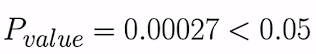 P_value = 0.00027 < 0.05